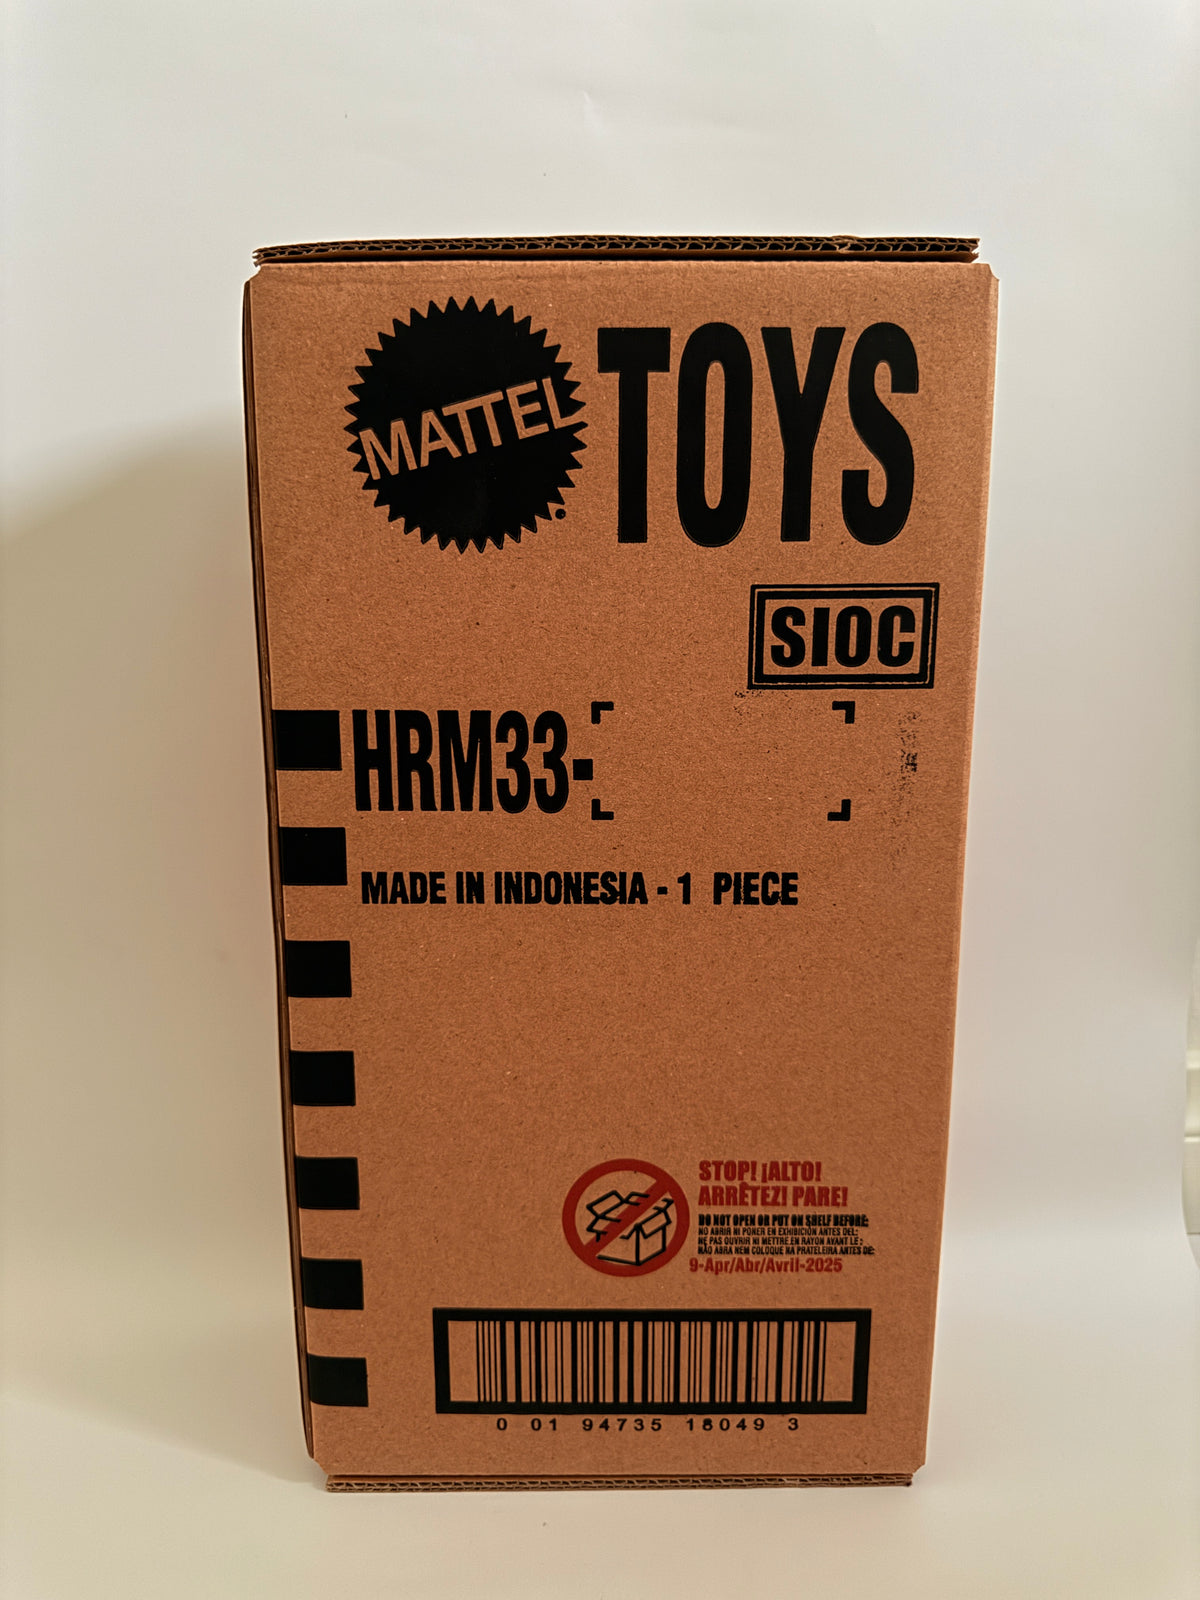 MATTEL
TOYS
SIOC
HRM33-
MADE IN INDONESIA - 1 PIECE
STOP! ¡ALTO!
ARRÊTEZ! PARE!
DO NOT OPEN OR PUT ON SHELF BEFORE:
NO ABRIR NI PONER EN EXHIBICIÓN ANTES DEL:
NE PAS OUVRIR NI METTRE EN RAYON AVANT LE :
NÃO ABRA NEM COLOQUE NA PRATELEIRA ANTES DE:
9-Apr/Abr/Avril-2025
0 01 94735 18049 3